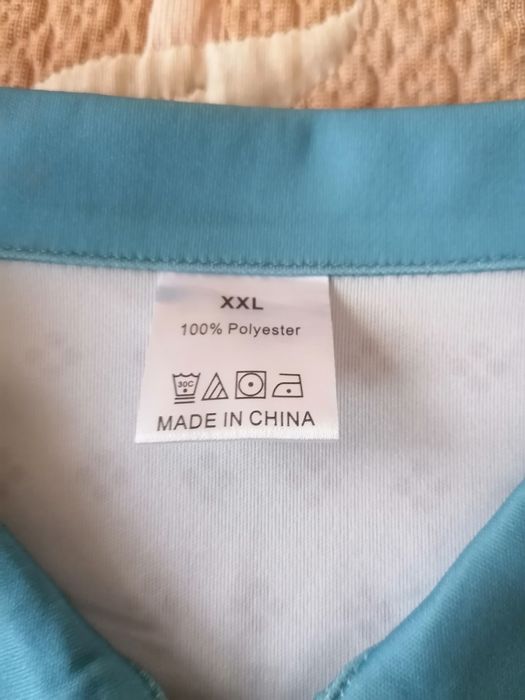 XXL
100% Polyester
30C
MADE IN CHINA